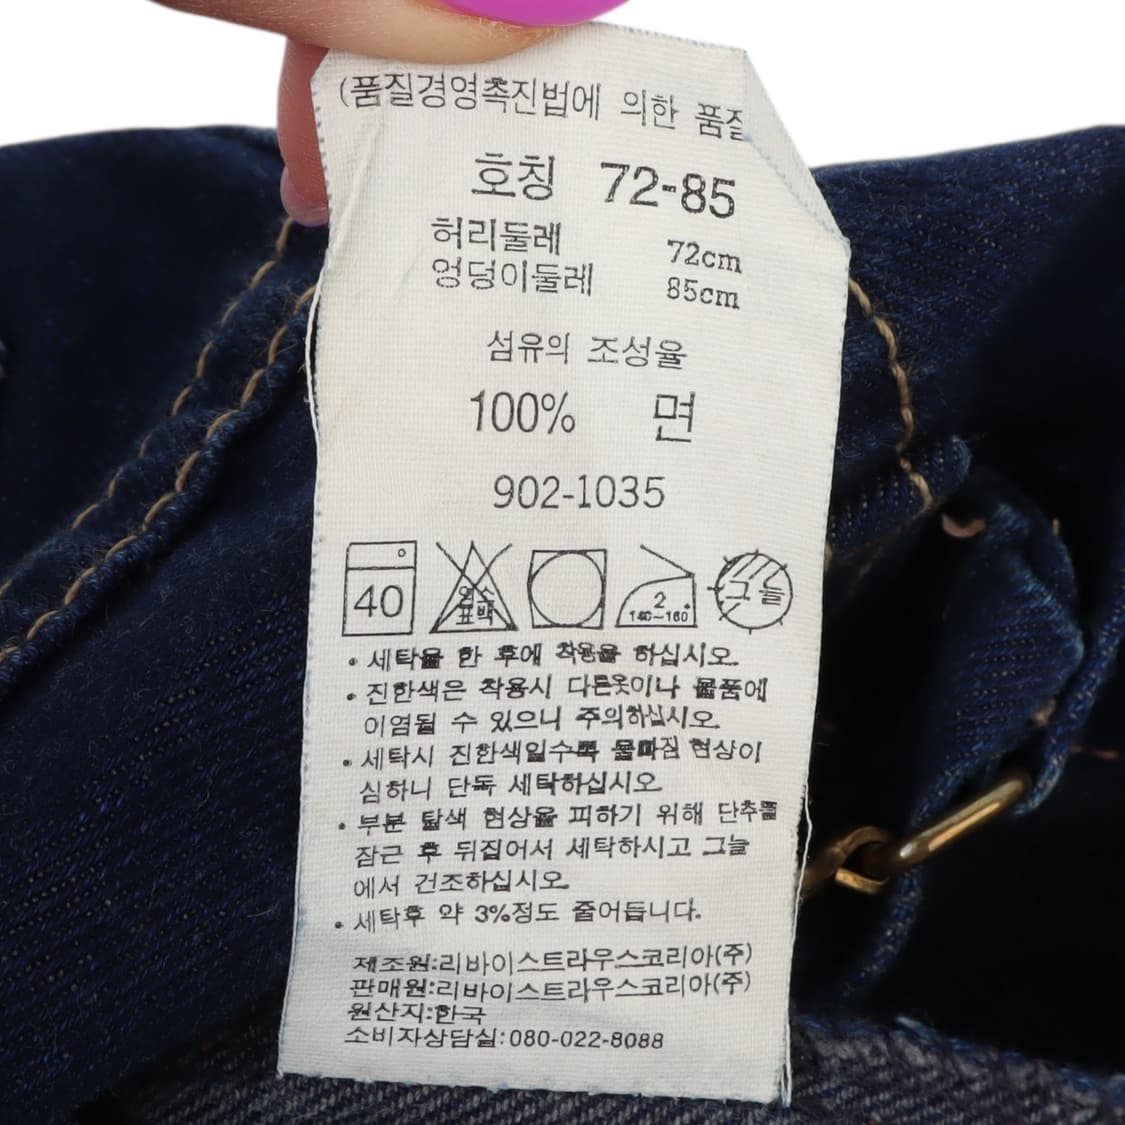 (품질경영촉진법에 의한 품질
호칭 72-85
허리둘레 72cm
엉덩이둘레 85cm
섬유의 조성율
100% 면
902-1035
40 염소 표백 2 140~160 그늘
• 세탁을 한 후에 착용을 하십시오.
• 진한색은 착용시 다른옷이나 물품에
이염될 수 있으니 주의하십시오.
• 세탁시 진한색일수록 물빠짐 현상이
심하니 단독 세탁하십시오.
• 부분 탈색 현상을 피하기 위해 단추를
잠근 후 뒤집어서 세탁하시고 그늘
에서 건조하십시오.
• 세탁후 약 3%정도 줄어듭니다.
제조원:리바이스트라우스코리아(주)
판매원:리바이스트라우스코리아(주)
원산지:한국
소비자상담실:080-022-8088